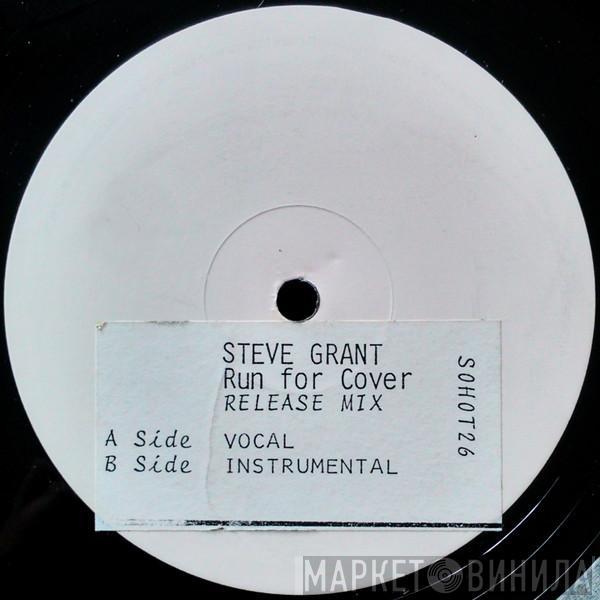 STEVE GRANT
Run for Cover
RELEASE MIX
A Side VOCAL
B Side INSTRUMENTAL
SOHOT26
МАРКЕТ ВИНИЛА